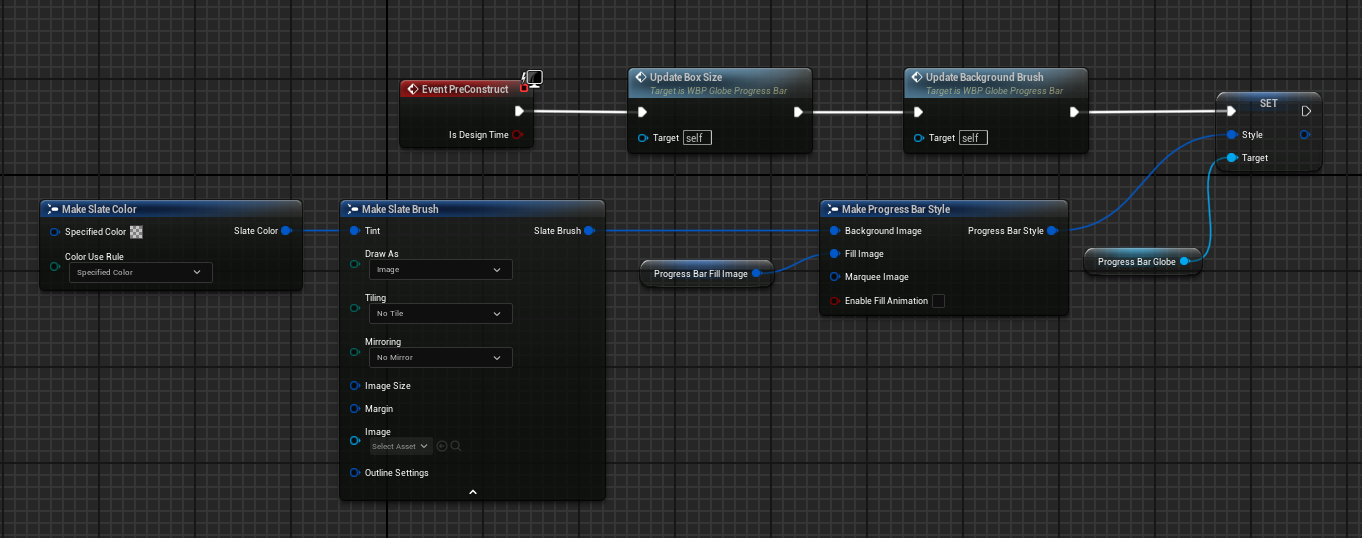 Event PreConstruct
Is Design Time
Update Box Size
Target is WBP Globe Progress Bar
Target self
Update Background Brush
Target is WBP Globe Progress Bar
Target self
SET
Style
Target
Make Slate Color
Specified Color
Slate Color
Color Use Rule
Specified Color
Make Slate Brush
Tint
Slate Brush
Draw As
Image
Tiling
No Tile
Mirroring
No Mirror
Image Size
Margin
Image
Select Asset
Outline Settings
Progress Bar Fill Image
Make Progress Bar Style
Background Image
Progress Bar Style
Fill Image
Marquee Image
Enable Fill Animation
Progress Bar Globe